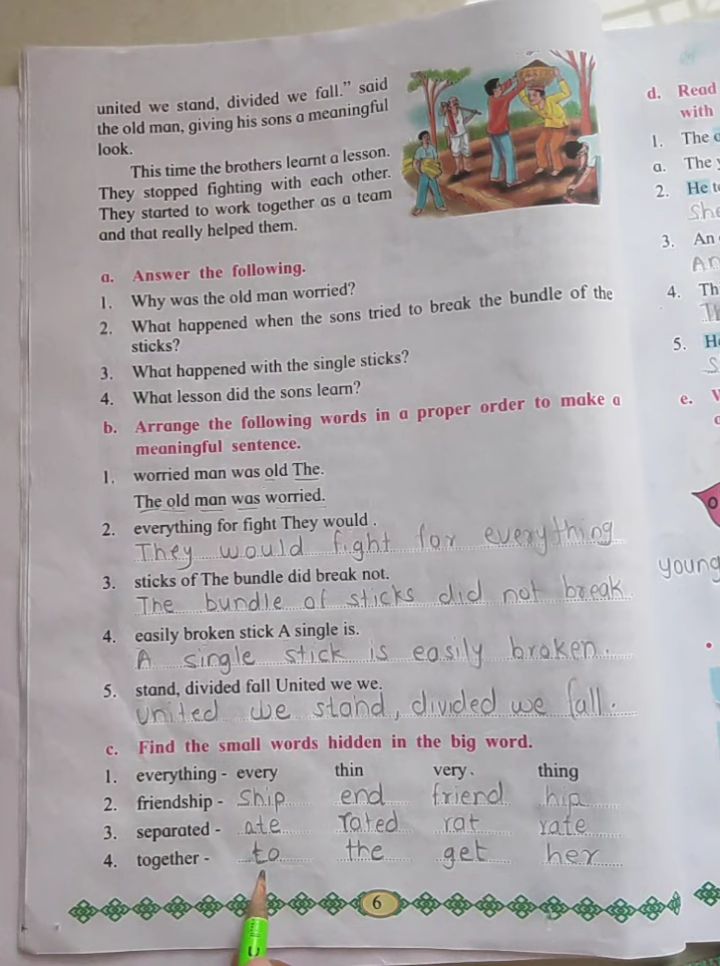 united we stand, divided we fall.” said
the old man, giving his sons a meaningful
look.
This time the brothers learnt a lesson.
They stopped fighting with each other.
They started to work together as a team
and that really helped them.
a. Answer the following.
1. Why was the old man worried?
2. What happened when the sons tried to break the bundle of the
sticks?
3. What happened with the single sticks?
4. What lesson did the sons learn?
b. Arrange the following words in a proper order to make a
meaningful sentence.
1. worried man was old The.
The old man was worried.
2. everything for fight They would .
They would fight for everything
3. sticks of The bundle did break not.
The bundle of sticks did not break
4. easily broken stick A single is.
A single stick is easily broken.
5. stand, divided fall United we we.
united we stand, divided we fall.
c. Find the small words hidden in the big word.
1. everything - every thin very . thing
2. friendship - ship end friend hip
3. separated - ate rated rat rate
4. together - to the get her
6
d. Read
with
1. The
a. The
2. He
She
3. An
An
4. Th
Th
5. He
S
e.
young